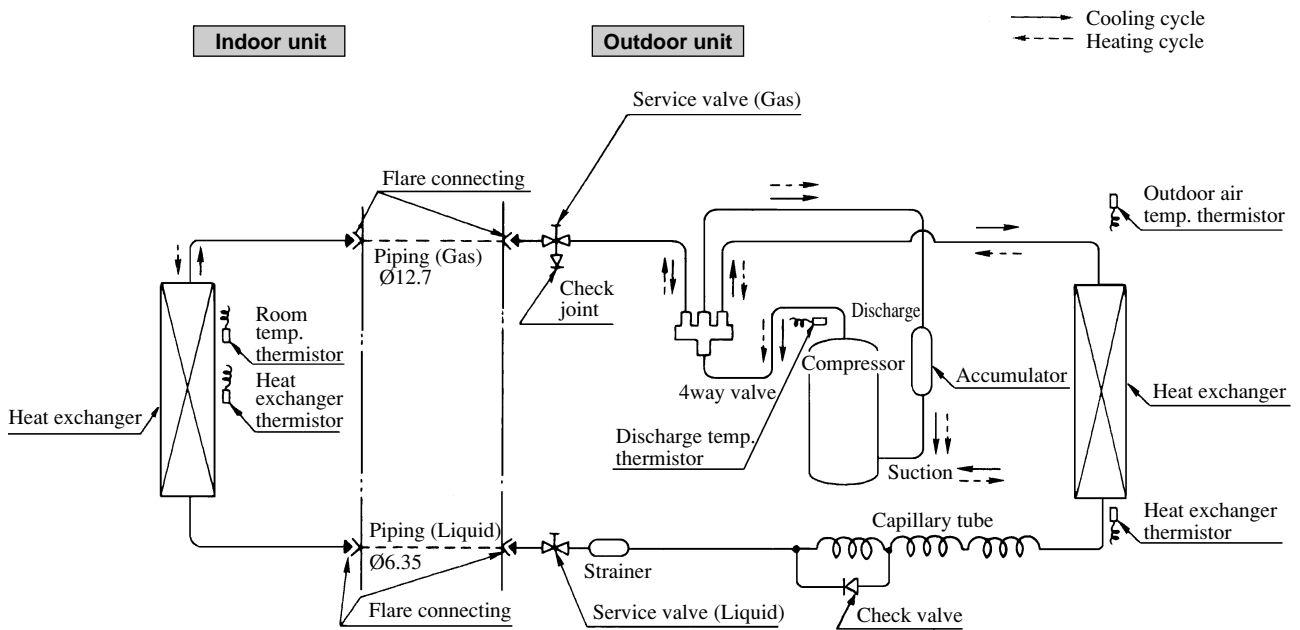 Indoor unit
Outdoor unit
Cooling cycle
Heating cycle
Service valve (Gas)
Flare connecting
Outdoor air
temp. thermistor
Piping (Gas)
Ø12.7
Check
joint
Room
temp.
thermistor
Heat
exchanger
thermistor
Heat exchanger
Discharge
Compressor
4way valve
Accumulator
Heat exchanger
Discharge temp.
thermistor
Suction
Heat exchanger
thermistor
Capillary tube
Piping (Liquid)
Ø6.35
Strainer
Flare connecting
Service valve (Liquid)
Check valve